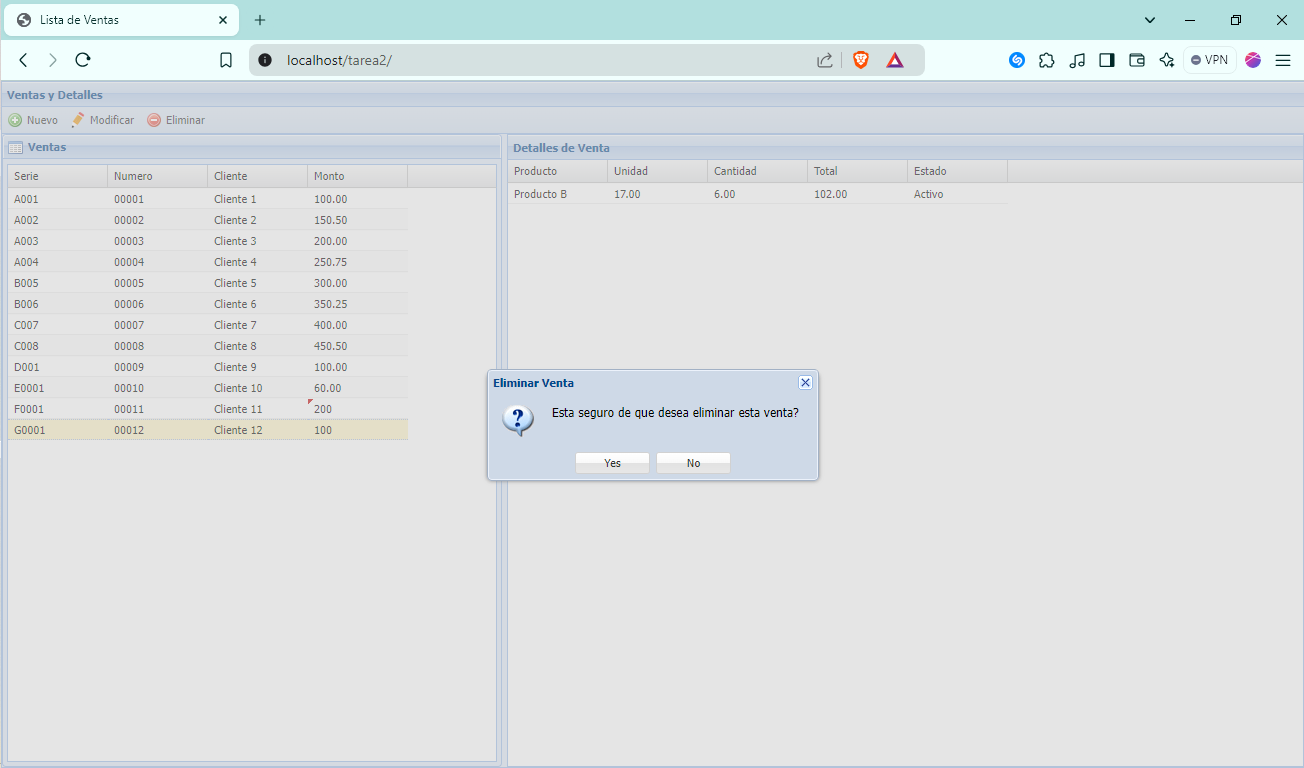 Lista de Ventas
localhost/tarea2/
VPN
Ventas y Detalles
Nuevo Modificar Eliminar
Ventas
Serie Numero Cliente Monto
A001 00001 Cliente 1 100.00
A002 00002 Cliente 2 150.50
A003 00003 Cliente 3 200.00
A004 00004 Cliente 4 250.75
B005 00005 Cliente 5 300.00
B006 00006 Cliente 6 350.25
C007 00007 Cliente 7 400.00
C008 00008 Cliente 8 450.50
D001 00009 Cliente 9 100.00
E0001 00010 Cliente 10 60.00
F0001 00011 Cliente 11 200
G0001 00012 Cliente 12 100
Detalles de Venta
Producto Unidad Cantidad Total Estado
Producto B 17.00 6.00 102.00 Activo
Eliminar Venta
Esta seguro de que desea eliminar esta venta?
Yes No